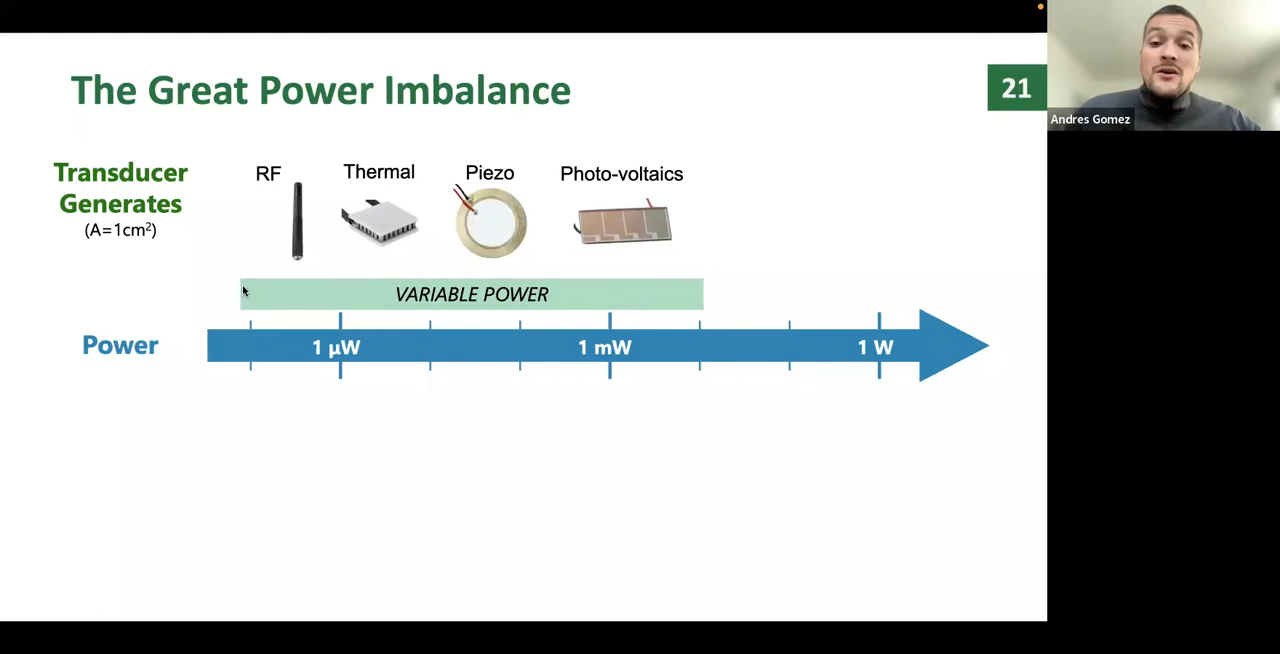 The Great Power Imbalance
21
Andres Gomez
Transducer
Generates
(A=1cm²)
RF
Thermal
Piezo
Photo-voltaics
VARIABLE POWER
Power
1 µW
1 mW
1 W